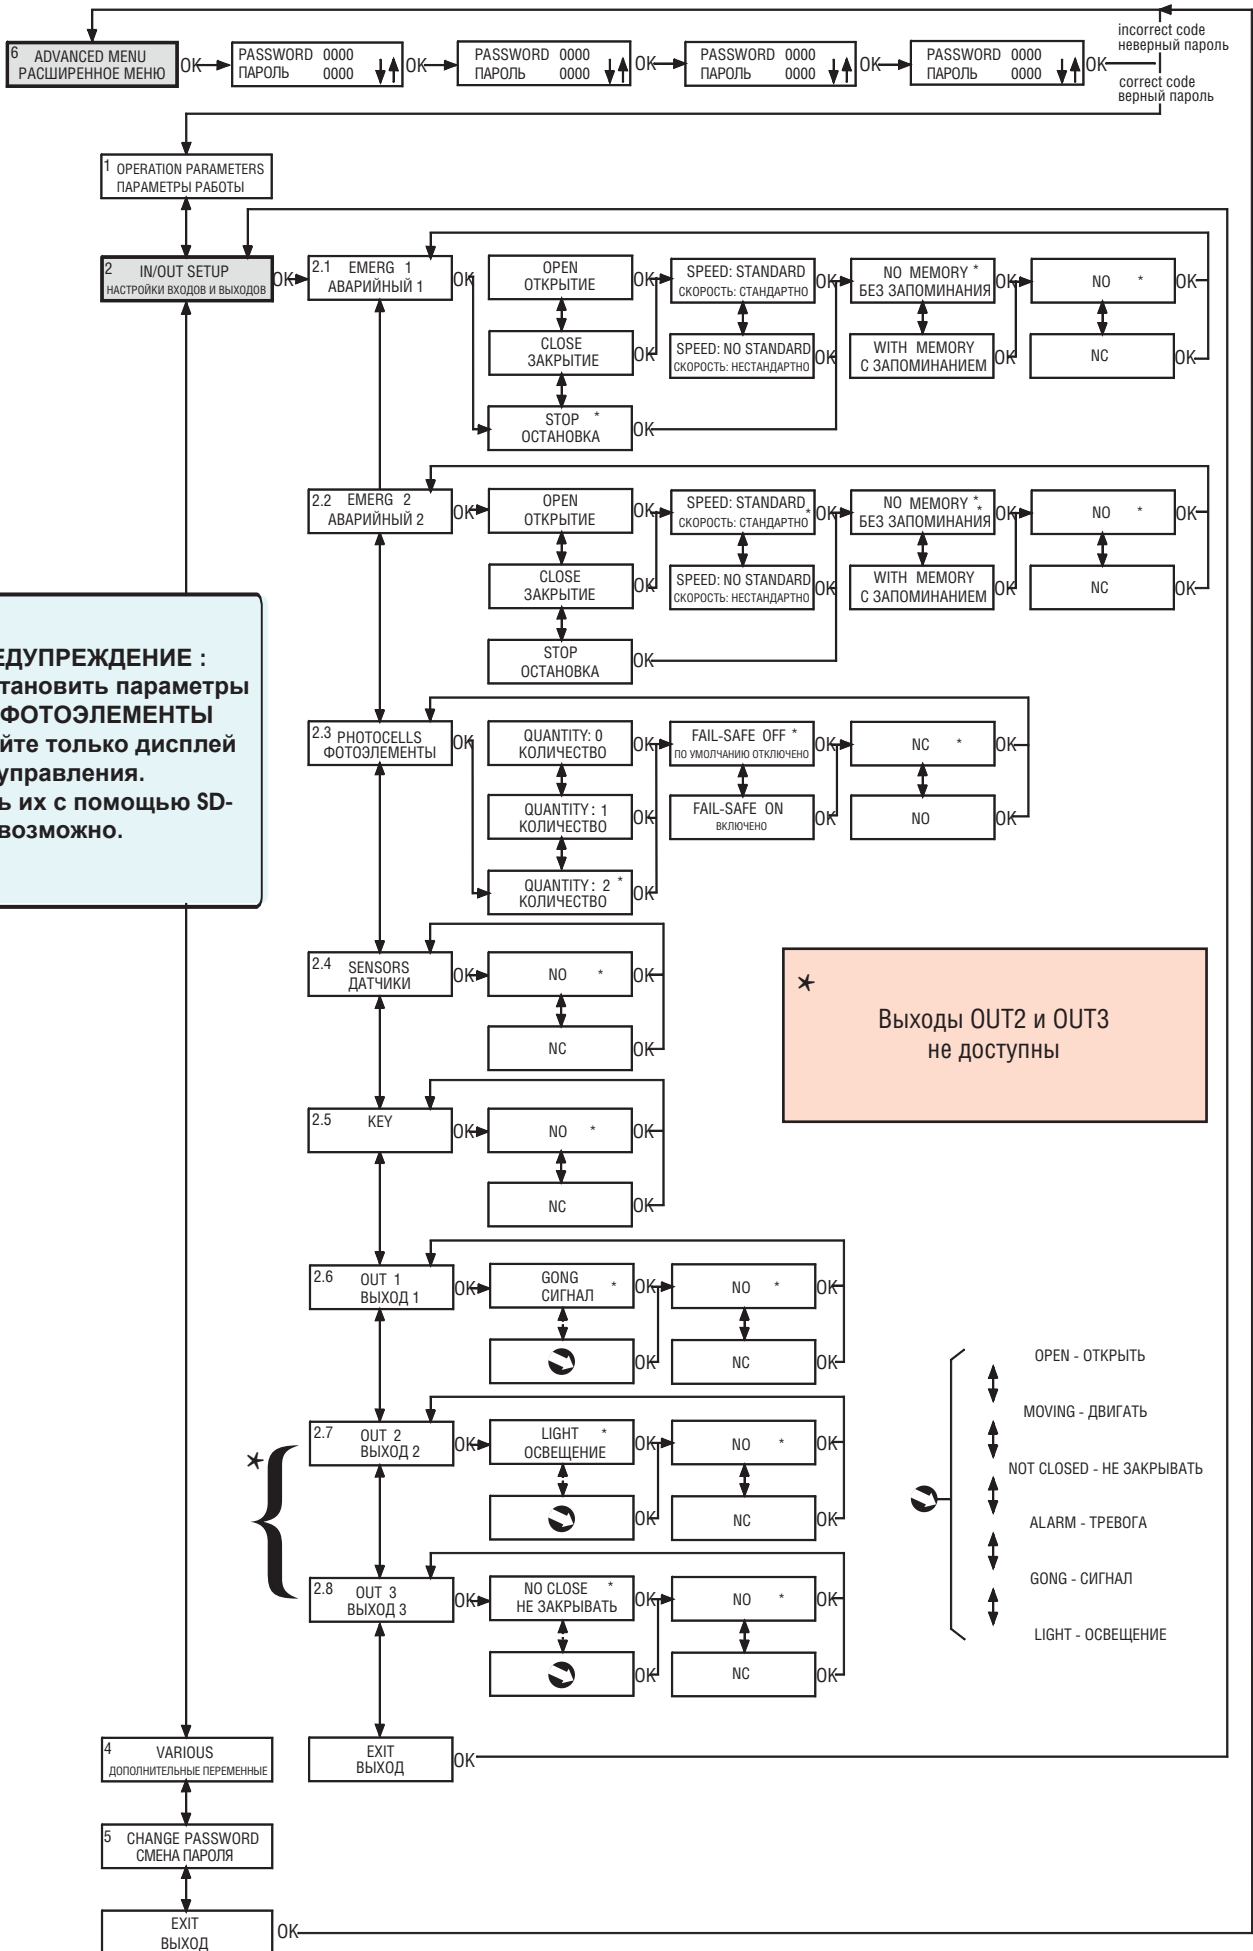 incorrect code
неверный пароль
6 ADVANCED MENU
РАСШИРЕННОЕ МЕНЮ
OK
PASSWORD 0000
ПАРОЛЬ 0000
OK
PASSWORD 0000
ПАРОЛЬ 0000
OK
PASSWORD 0000
ПАРОЛЬ 0000
OK
PASSWORD 0000
ПАРОЛЬ 0000
OK
correct code
верный пароль
1 OPERATION PARAMETERS
ПАРАМЕТРЫ РАБОТЫ
2 IN/OUT SETUP
НАСТРОЙКИ ВХОДОВ И ВЫХОДОВ
OK
2.1 EMERG 1
АВАРИЙНЫЙ 1
OK
OPEN
ОТКРЫТИЕ
OK
SPEED: STANDARD
СКОРОСТЬ: СТАНДАРТНО
OK
NO MEMORY *
БЕЗ ЗАПОМИНАНИЯ
OK
NO *
OK
CLOSE
ЗАКРЫТИЕ
OK
SPEED: NO STANDARD
СКОРОСТЬ: НЕСТАНДАРТНО
OK
WITH MEMORY
С ЗАПОМИНАНИЕМ
OK
NC
OK
STOP *
ОСТАНОВКА
OK
2.2 EMERG 2
АВАРИЙНЫЙ 2
OK
OPEN
ОТКРЫТИЕ
OK
SPEED: STANDARD
СКОРОСТЬ: СТАНДАРТНО *
OK
NO MEMORY *
БЕЗ ЗАПОМИНАНИЯ *
OK
NO *
OK
CLOSE
ЗАКРЫТИЕ
OK
SPEED: NO STANDARD
СКОРОСТЬ: НЕСТАНДАРТНО
OK
WITH MEMORY
С ЗАПОМИНАНИЕМ
OK
NC
OK
STOP
ОСТАНОВКА
OK
ЕДУПРЕЖДЕНИЕ :
тановить параметры
ФОТОЭЛЕМЕНТЫ
йте только дисплей
управления.
ь их с помощью SD-
возможно.
2.3 PHOTOCELLS
ФОТОЭЛЕМЕНТЫ
OK
QUANTITY: 0
КОЛИЧЕСТВО
OK
FAIL-SAFE OFF *
ПО УМОЛЧАНИЮ ОТКЛЮЧЕНО
OK
NC *
OK
QUANTITY: 1
КОЛИЧЕСТВО
OK
FAIL-SAFE ON
ВКЛЮЧЕНО
OK
NO
OK
QUANTITY: 2 *
КОЛИЧЕСТВО
OK
2.4 SENSORS
ДАТЧИКИ
OK
NO *
OK
NC
OK
*
Выходы OUT2 и OUT3
не доступны
2.5 KEY
OK
NO *
OK
NC
OK
2.6 OUT 1
ВЫХОД 1
OK
GONG
СИГНАЛ *
OK
NO *
OK
OK
NC
OK
*
2.7 OUT 2
ВЫХОД 2
OK
LIGHT *
ОСВЕЩЕНИЕ
OK
NO *
OK
OK
NC
OK
2.8 OUT 3
ВЫХОД 3
OK
NO CLOSE *
НЕ ЗАКРЫВАТЬ
OK
NO *
OK
OK
NC
OK
OPEN - ОТКРЫТЬ
MOVING - ДВИГАТЬ
NOT CLOSED - НЕ ЗАКРЫВАТЬ
ALARM - ТРЕВОГА
GONG - СИГНАЛ
LIGHT - ОСВЕЩЕНИЕ
4 VARIOUS
ДОПОЛНИТЕЛЬНЫЕ ПЕРЕМЕННЫЕ
EXIT
ВЫХОД
OK
5 CHANGE PASSWORD
СМЕНА ПАРОЛЯ
EXIT
ВЫХОД
OK